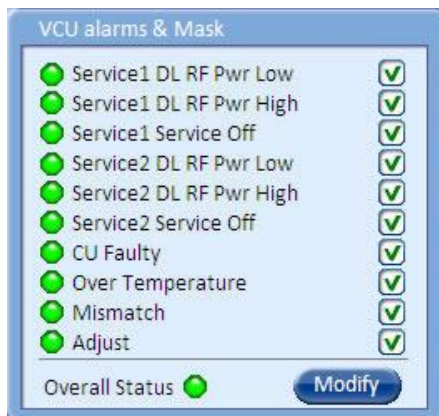 VCU alarms & Mask
Service1 DL RF Pwr Low
Service1 DL RF Pwr High
Service1 Service Off
Service2 DL RF Pwr Low
Service2 DL RF Pwr High
Service2 Service Off
CU Faulty
Over Temperature
Mismatch
Adjust
Overall Status Modify